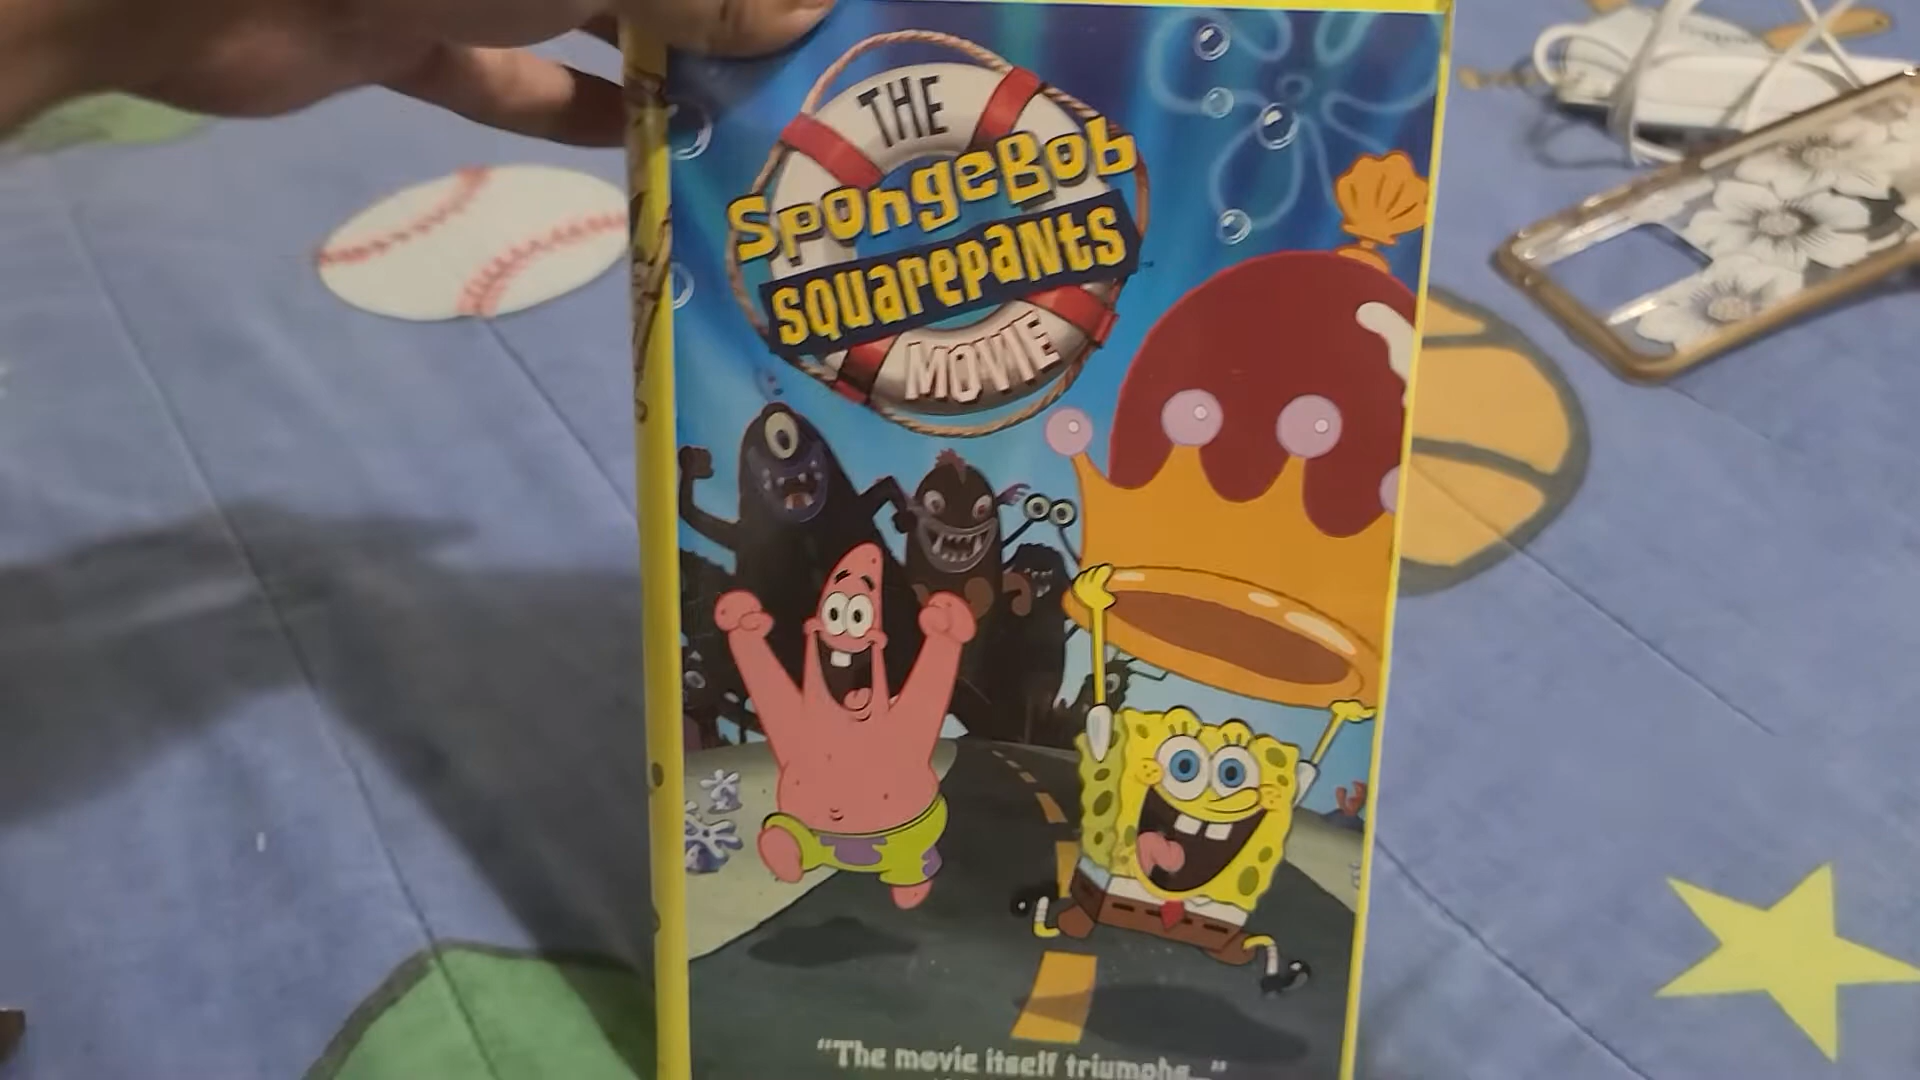 THE
SpongeBob
squarepants
MOVIE
"The movie itself triumphs..."